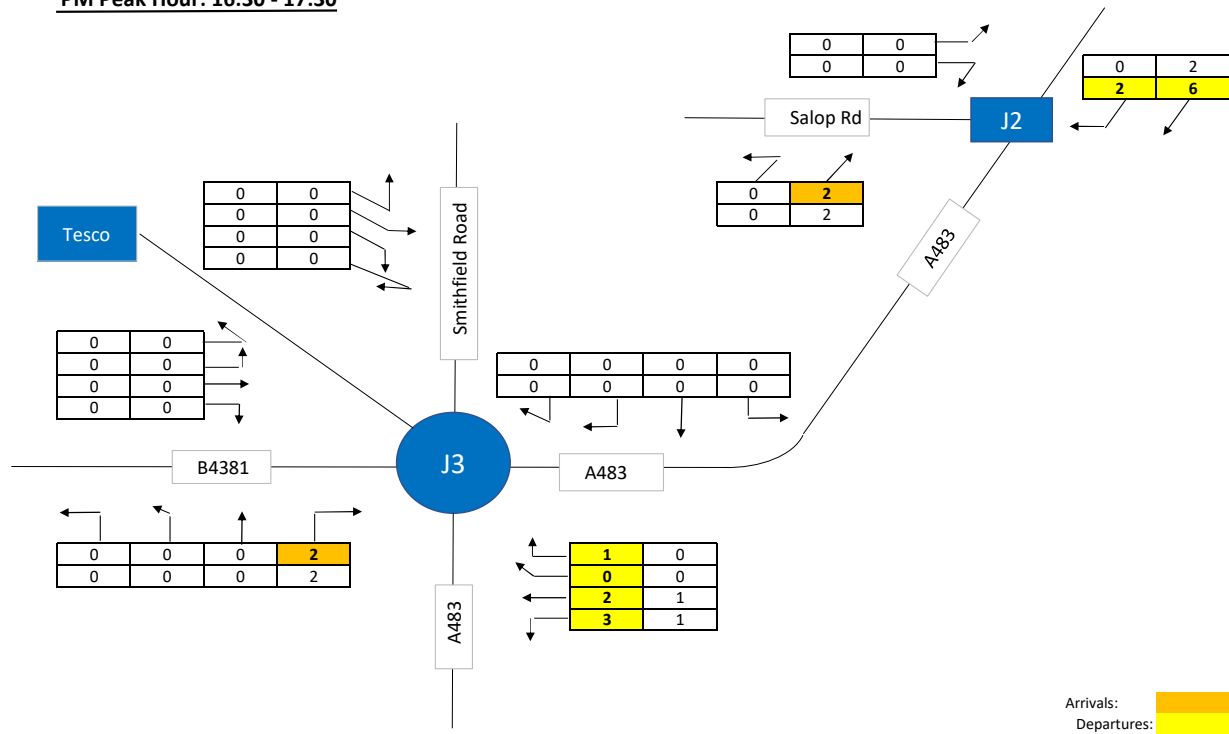 PM Peak Hour: 16:30 - 17:30
0 0
0 0
0 2
2 6
Salop Rd
J2
0 2
0 2
0 0
0 0
0 0
0 0
Tesco
Smithfield Road
A483
0 0
0 0
0 0
0 0
0 0 0 0
0 0 0 0
J3
B4381
A483
0 0 0 2
0 0 0 2
1 0
0 0
2 1
3 1
A483
Arrivals:
Departures: